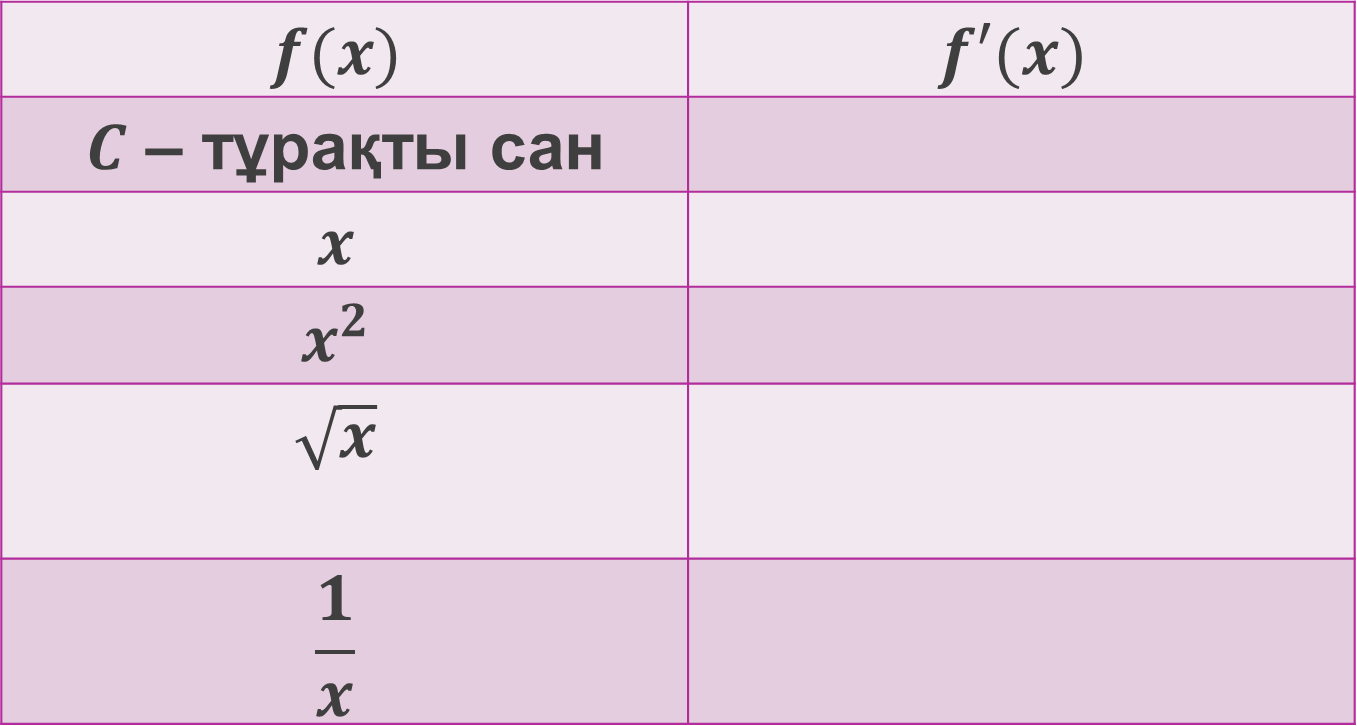 f(x) f′(x)
C – тұрақты сан
x
x²
√x
1
x